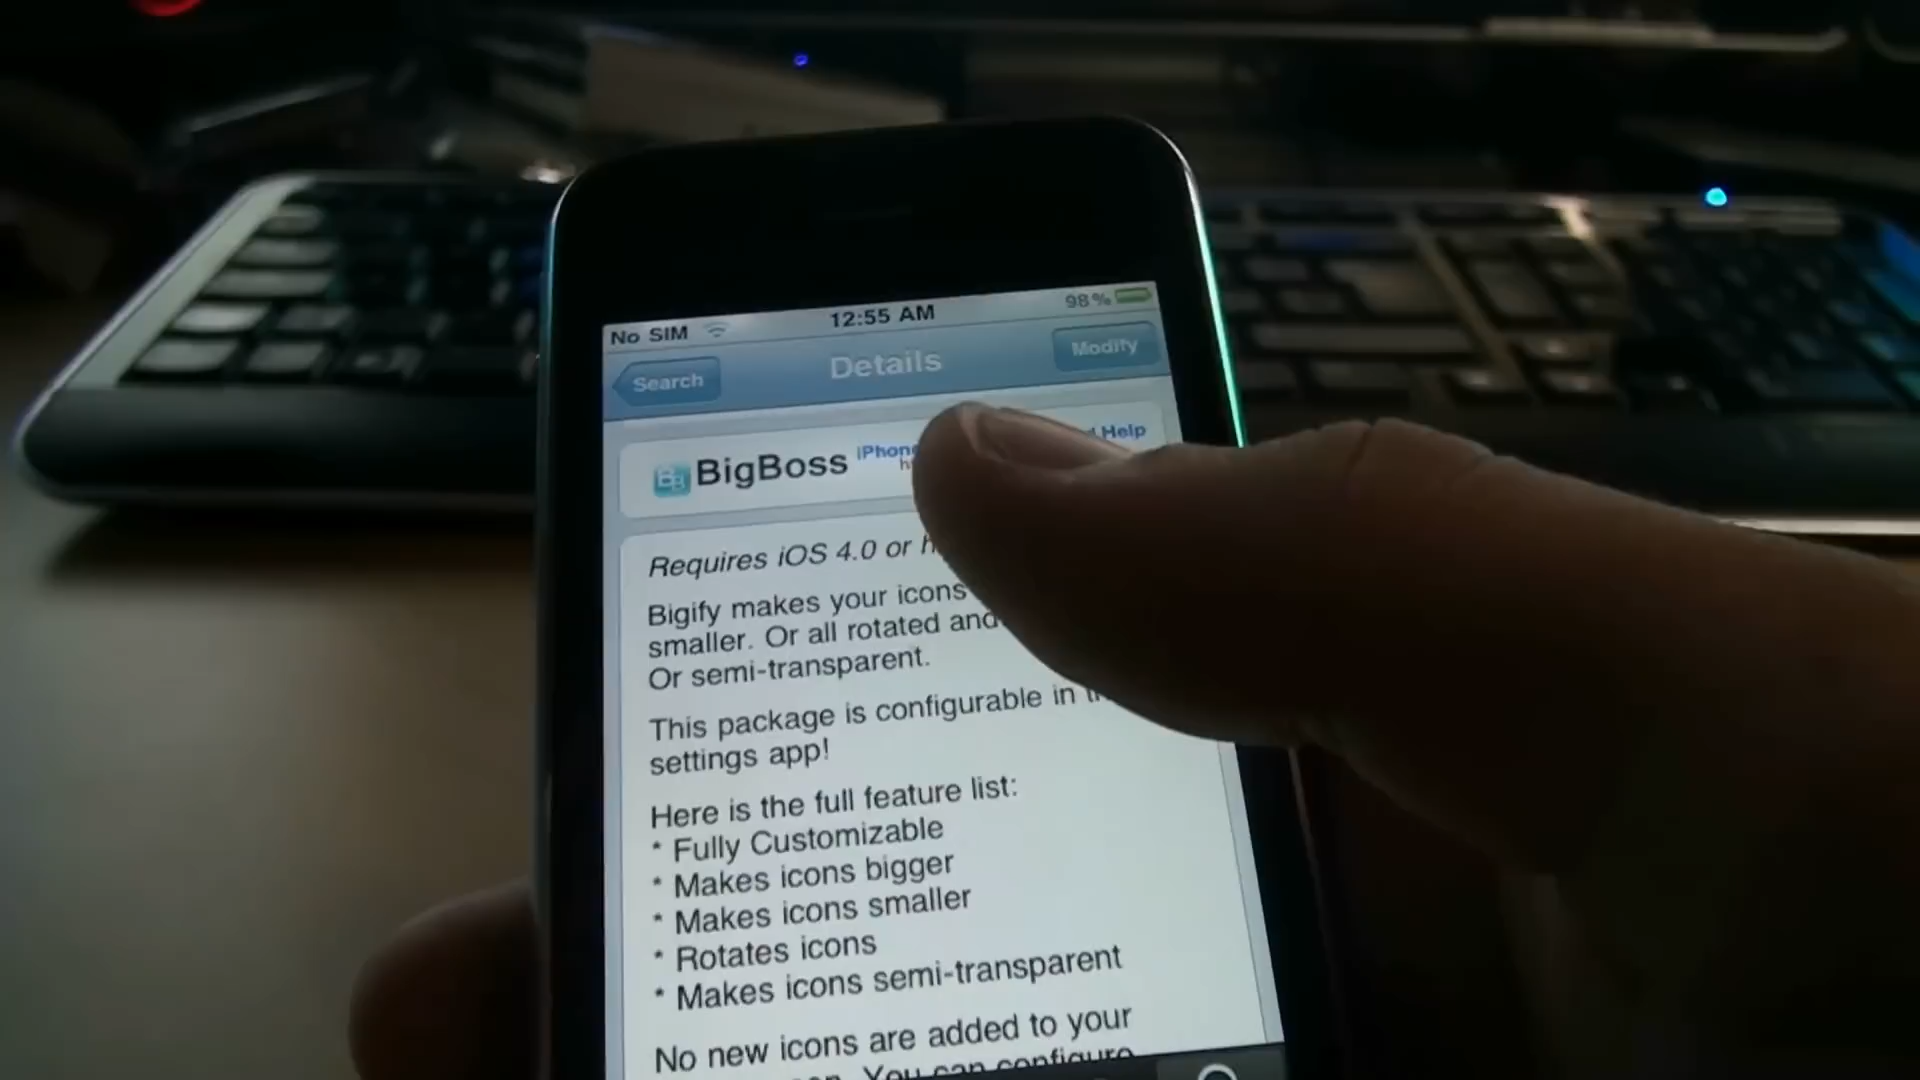 No SIM 12:55 AM 98%
Search Details Modify
BigBoss iPhone Help
Requires iOS 4.0 or
Bigify makes your icons
smaller. Or all rotated and
Or semi-transparent.
This package is configurable in
settings app!
Here is the full feature list:
* Fully Customizable
* Makes icons bigger
* Makes icons smaller
* Rotates icons
* Makes icons semi-transparent
No new icons are added to your
You can configure